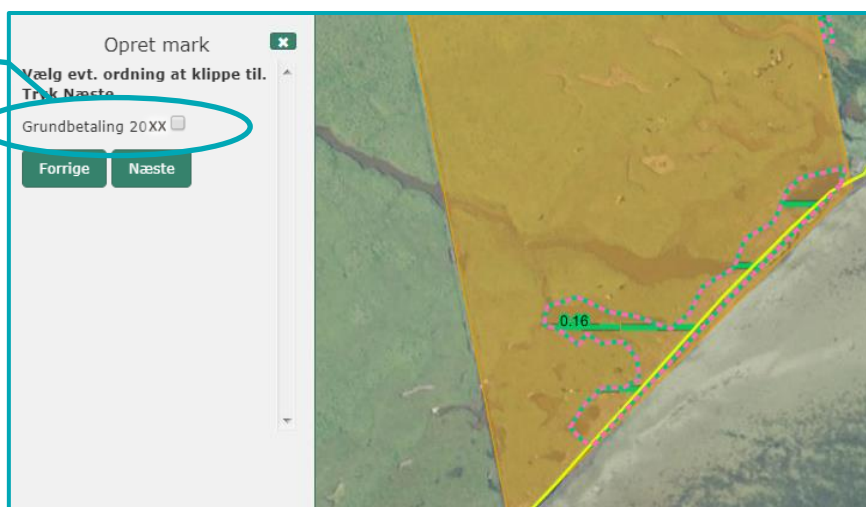 Opret mark
Vælg evt. ordning at klippe til.
Tryk Næste
Grundbetaling 20XX
Forrige Næste
0.16